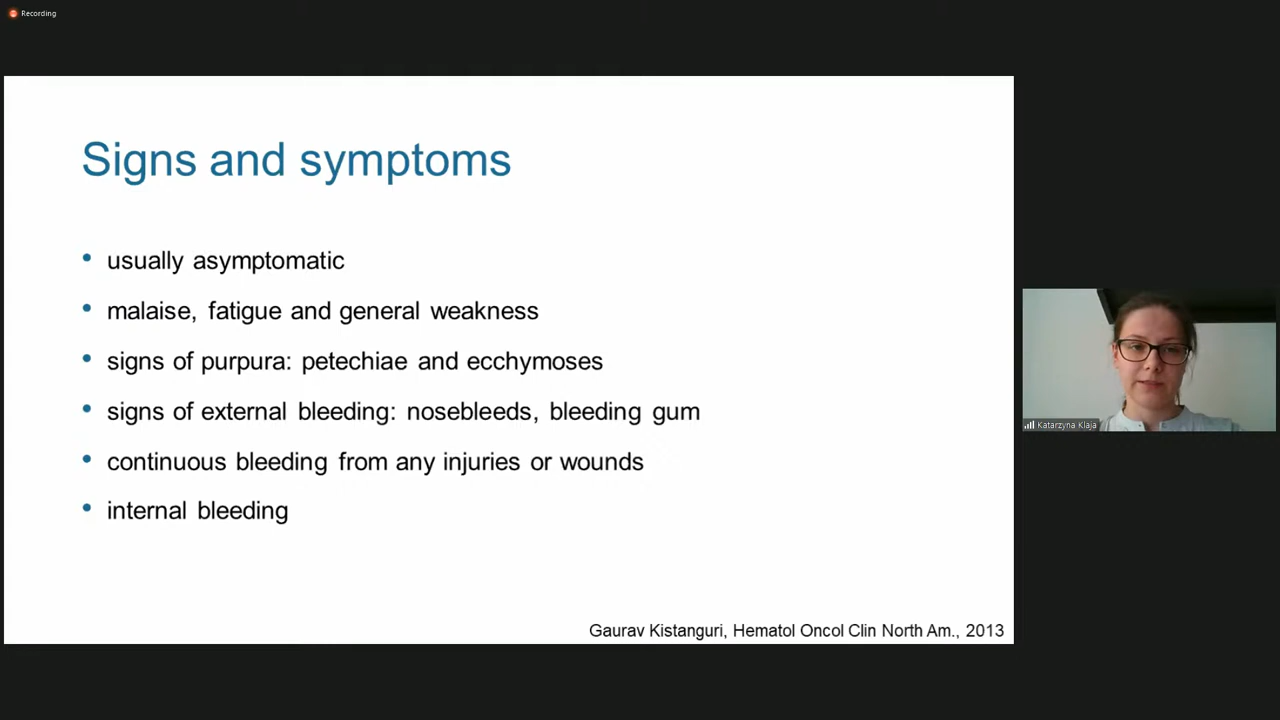 Recording
Signs and symptoms
• usually asymptomatic
• malaise, fatigue and general weakness
• signs of purpura: petechiae and ecchymoses
• signs of external bleeding: nosebleeds, bleeding gum
• continuous bleeding from any injuries or wounds
• internal bleeding
Katarzyna Klaja
Gaurav Kistanguri, Hematol Oncol Clin North Am., 2013